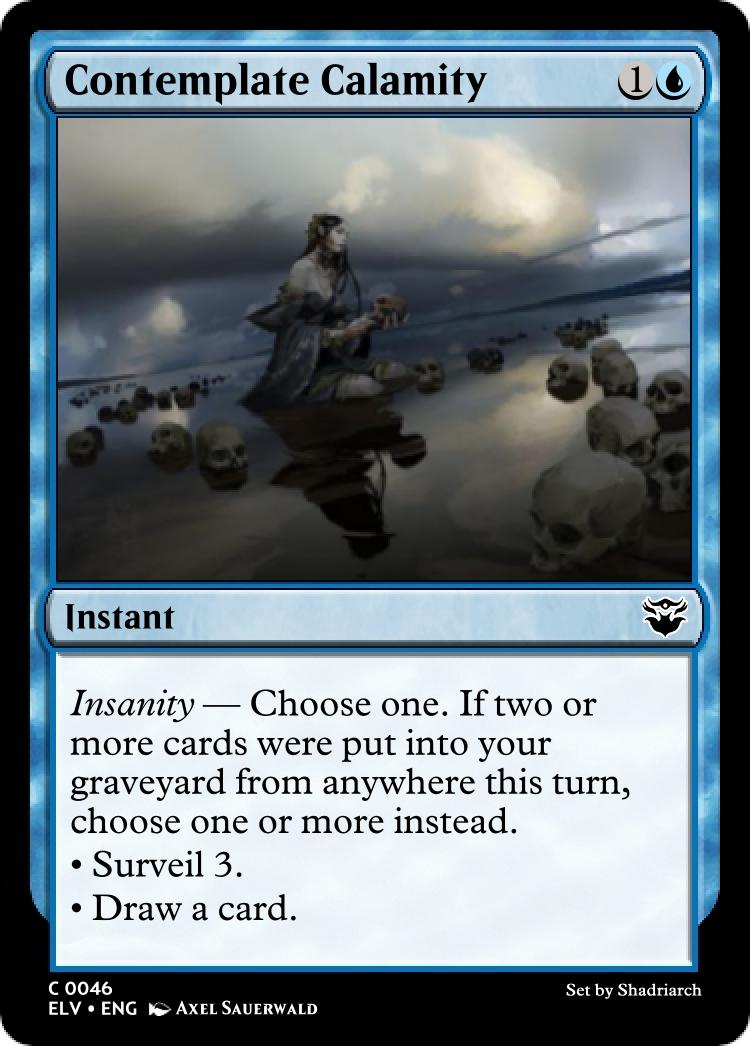 Contemplate Calamity 1
Instant
Insanity — Choose one. If two or
more cards were put into your
graveyard from anywhere this turn,
choose one or more instead.
• Surveil 3.
• Draw a card.
C 0046
ELV • ENG Axel Sauerwald
Set by Shadriarch